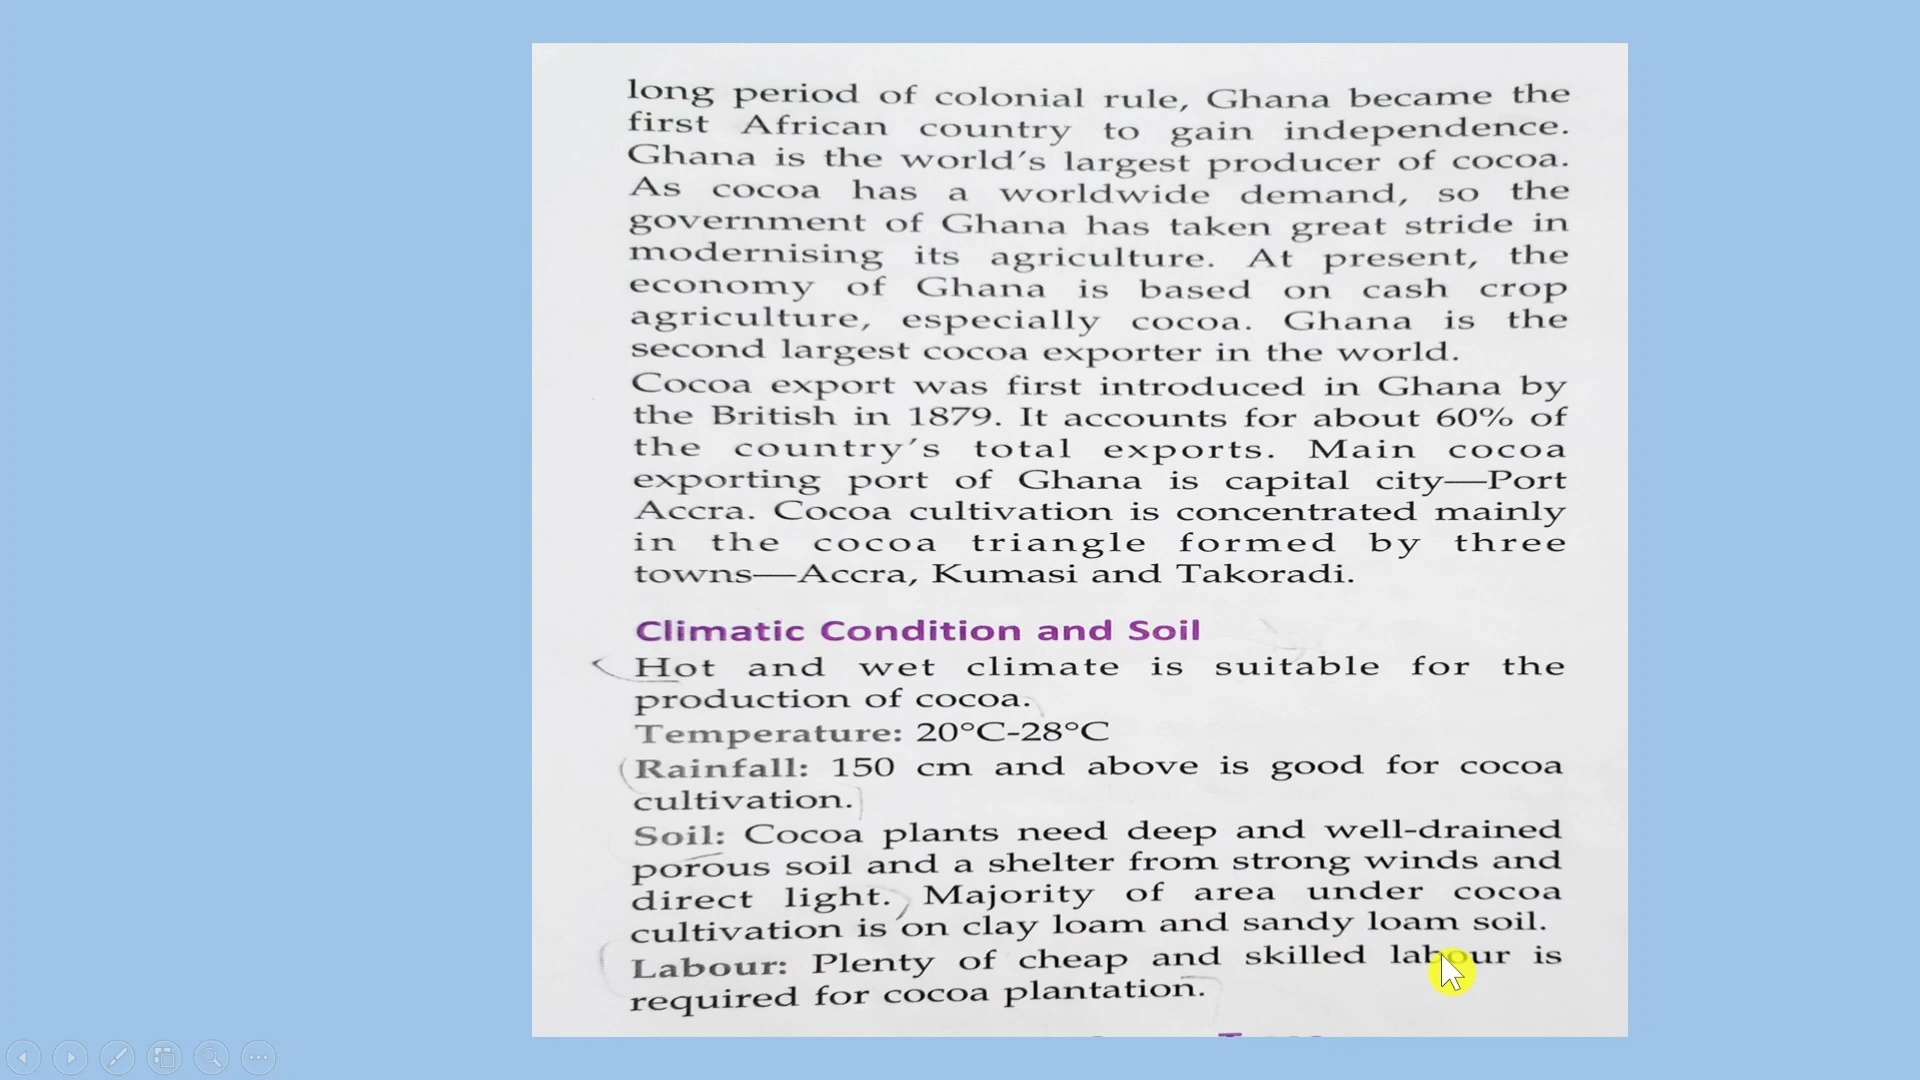 long period of colonial rule, Ghana became the
first African country to gain independence.
Ghana is the world's largest producer of cocoa.
As cocoa has a worldwide demand, so the
government of Ghana has taken great stride in
modernising its agriculture. At present, the
economy of Ghana is based on cash crop
agriculture, especially cocoa. Ghana is the
second largest cocoa exporter in the world.
Cocoa export was first introduced in Ghana by
the British in 1879. It accounts for about 60% of
the country's total exports. Main cocoa
exporting port of Ghana is capital city—Port
Accra. Cocoa cultivation is concentrated mainly
in the cocoa triangle formed by three
towns—Accra, Kumasi and Takoradi.
Climatic Condition and Soil
Hot and wet climate is suitable for the
production of cocoa.
Temperature: 20°C-28°C
Rainfall: 150 cm and above is good for cocoa
cultivation.
Soil: Cocoa plants need deep and well-drained
porous soil and a shelter from strong winds and
direct light. Majority of area under cocoa
cultivation is on clay loam and sandy loam soil.
Labour: Plenty of cheap and skilled labour is
required for cocoa plantation.